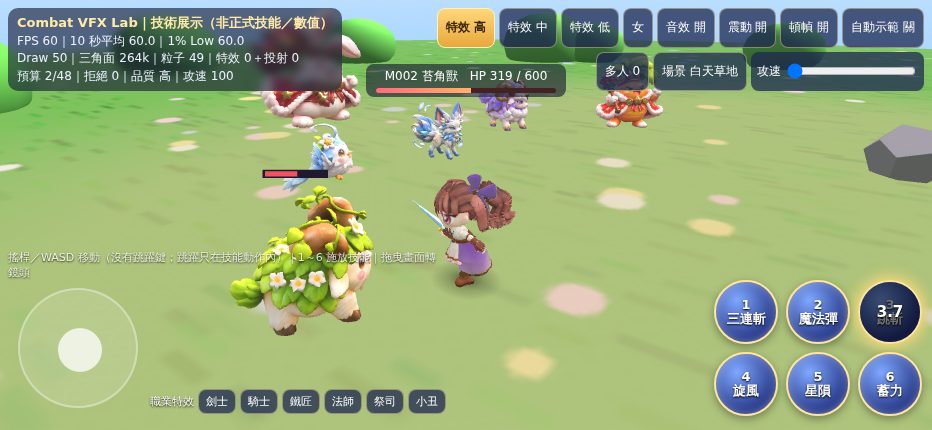 Combat VFX Lab｜技術展示（非正式技能／數值）
FPS 60｜10 秒平均 60.0｜1% Low 60.0
Draw 50｜三角面 264k｜粒子 49｜特效 0＋投射 0
預算 2/48｜拒絕 0｜品質 高｜攻速 100
特效 高
特效 中
特效 低
女
音效 開
震動 開
頓幀 開
自動示範 關
M002 苔角獸 HP 319 / 600
多人 0
場景 白天草地
攻速
搖桿／WASD 移動（沒有跳躍鍵；跳躍只在技能動作內）｜1～6 施放技能｜拖曳畫面轉
鏡頭
1
三連斬
2
魔法彈
3
跳斬
3.7
4
旋風
5
星隕
6
蓄力
職業特效
劍士
騎士
鐵匠
法師
祭司
小丑